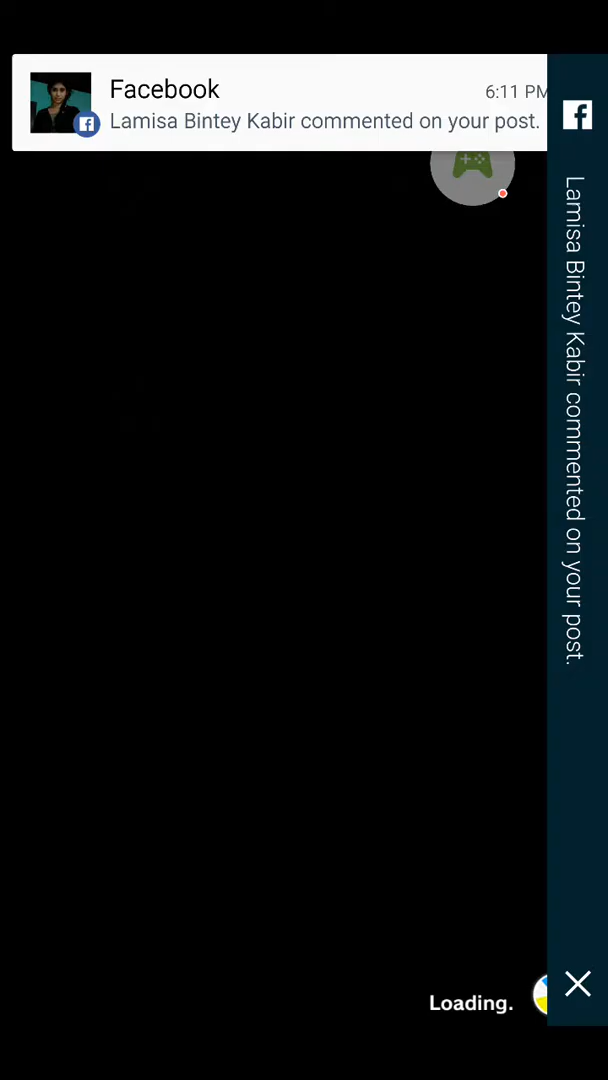 Facebook
6:11 PM
Lamisa Bintey Kabir commented on your post.
Lamisa Bintey Kabir commented on your post.
Loading.